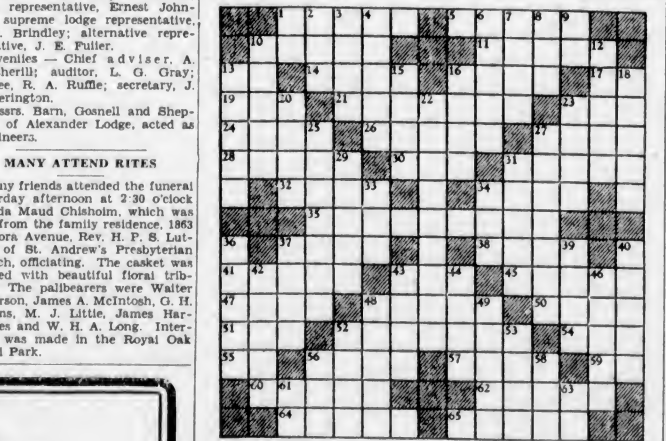 representative, Ernest John-
supreme lodge representative,
Brindley; alternative repre-
tive, J. E. Fuller.
venlies — Chief adviser, A.
herill; auditor, L. G. Gray;
ee, R. A. Ruffle; secretary, J.
erington.
ssrs. Barn, Gosnell and Shep-
of Alexander Lodge, acted as
ineers.
MANY ATTEND RITES
ny friends attended the funeral
rday afternoon at 2:30 o'clock
da Maud Chisholm, which was
from the family residence, 1863
ora Avenue, Rev. H. P. S. Lut-
of St. Andrew's Presbyterian
ch, officiating. The casket was
ed with beautiful floral trib-
The pallbearers were Walter
rson, James A. McIntosh, G. H.
ns, M. J. Little, James Har-
es and W. H. A. Long. Inter-
was made in the Royal Oak
l Park.
1 2 3 4 5 6 7 8 9
10 11 12
13 14 15 16 17 18
19 20 21 22 23
24 25 26 27
28 29 30 31
32 33 34
35
36 37 38 39 40
41 42 43 44 45 46
47 48 49 50
51 52 53 54
55 56 57 58 59
60 61 62 63
64 65